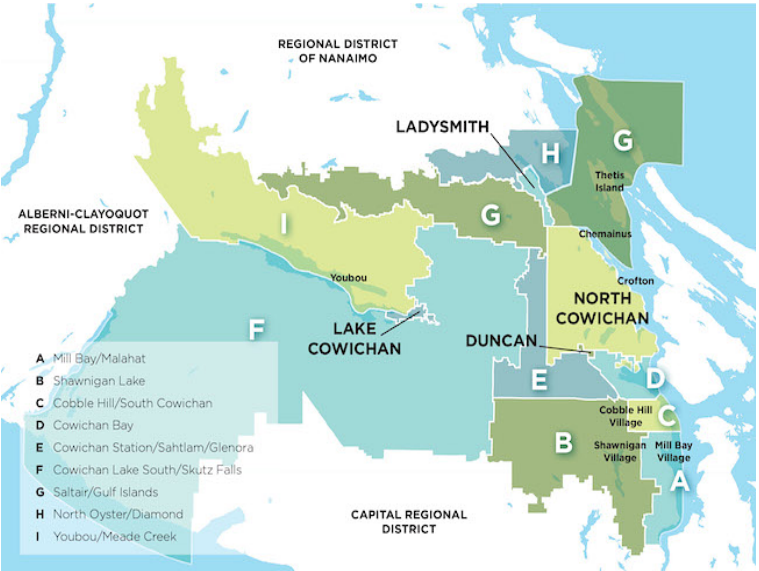 REGIONAL DISTRICT
OF NANAIMO
LADYSMITH
H
G
Thetis
Island
ALBERNI-CLAYOQUOT
REGIONAL DISTRICT
I
G
Chemainus
Youbou
Crofton
NORTH
COWICHAN
F
LAKE
COWICHAN
DUNCAN
E
D
A Mill Bay/Malahat
B Shawnigan Lake
C Cobble Hill/South Cowichan
D Cowichan Bay
E Cowichan Station/Sahtlam/Glenora
F Cowichan Lake South/Skutz Falls
G Saltair/Gulf Islands
H North Oyster/Diamond
I Youbou/Meade Creek
Cobble Hill
Village
C
B
Shawnigan
Village
Mill Bay
Village
A
CAPITAL REGIONAL
DISTRICT